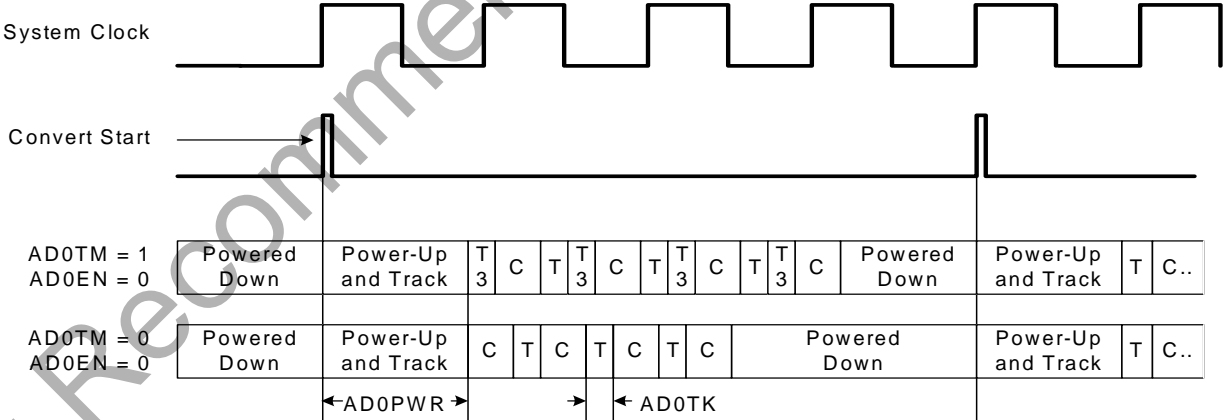 System Clock
Convert Start
AD0TM = 1
AD0EN = 0
Powered Down
Power-Up and Track
T 3 C T T 3 C T T 3 C T T 3 C
Powered Down
Power-Up and Track
T C..
AD0TM = 0
AD0EN = 0
Powered Down
Power-Up and Track
C T C T C T C
Powered Down
Power-Up and Track
T C..
AD0PWR
AD0TK
Recomme